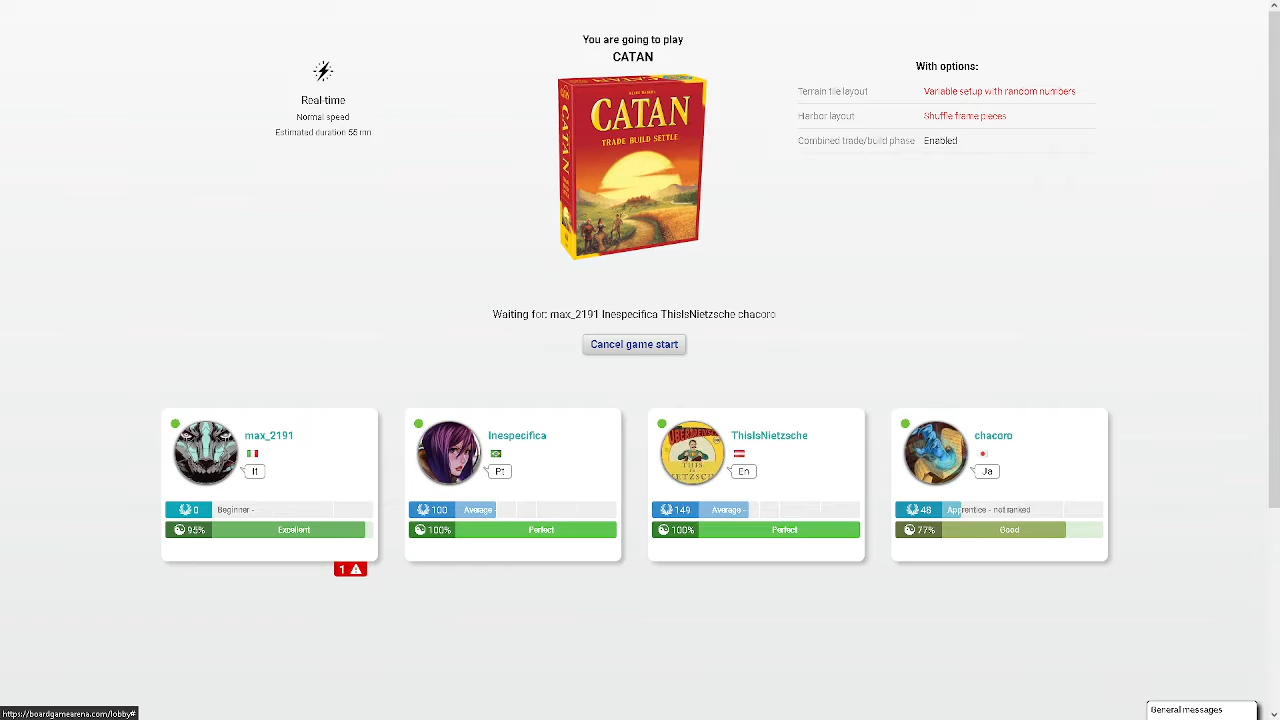 You are going to play
CATAN
Real-time
Normal speed
Estimated duration 55 mn
CATAN
TRADE BUILD SETTLE
CATAN
With options:
Terrain tile layout Variable setup with random numbers
Harbor layout Shuffle frame pieces
Combined trade/build phase Enabled
Waiting for: max_2191 Inespecifica ThisIsNietzsche chacoro
Cancel game start
max_2191
It
0 Beginner -
95% Excellent
1
Inespecifica
Pt
100 Average -
100% Perfect
ThisIsNietzsche
En
149 Average -
100% Perfect
chacoro
Ja
48 Apprentice - not ranked
77% Good
https://boardgamearena.com/lobby#
General messages